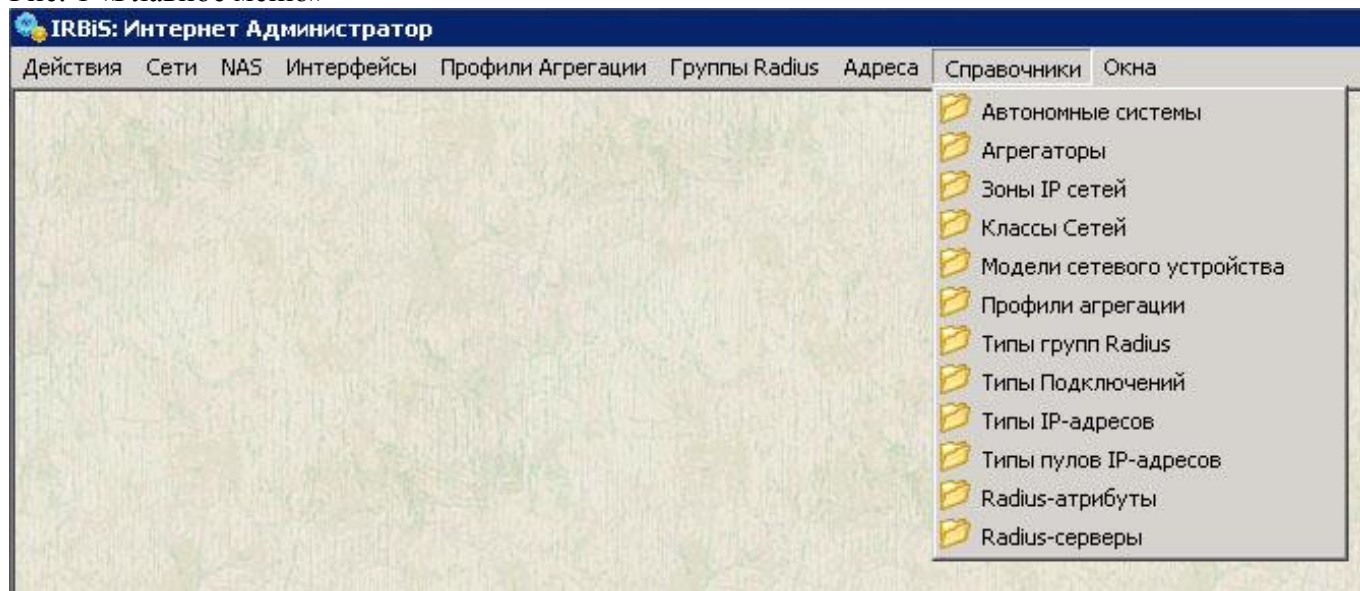 IRBiS: Интернет Администратор
Действия Сети NAS Интерфейсы Профили Агрегации Группы Radius Адреса Справочники Окна
Автономные системы
Агрегаторы
Зоны IP сетей
Классы Сетей
Модели сетевого устройства
Профили агрегации
Типы групп Radius
Типы Подключений
Типы IP-адресов
Типы пулов IP-адресов
Radius-атрибуты
Radius-серверы